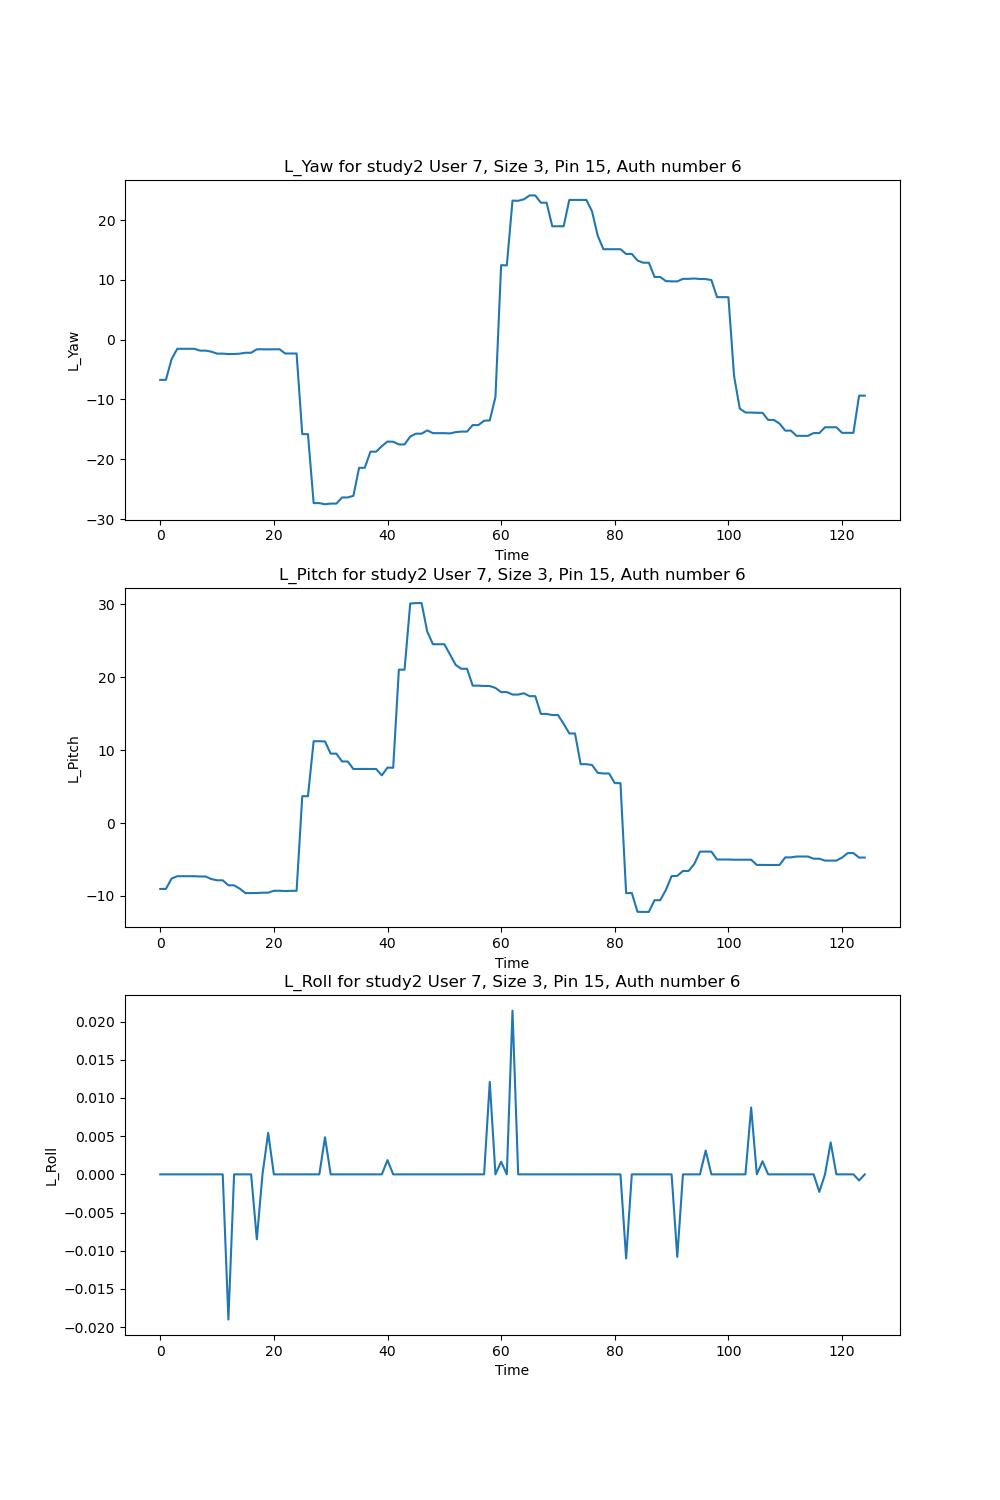 L_Yaw for study2 User 7, Size 3, Pin 15, Auth number 6
20
10
0
−10
−20
−30
L_Yaw
0 20 40 60 80 100 120
Time
L_Pitch for study2 User 7, Size 3, Pin 15, Auth number 6
30
20
10
0
−10
L_Pitch
0 20 40 60 80 100 120
Time
L_Roll for study2 User 7, Size 3, Pin 15, Auth number 6
0.020
0.015
0.010
0.005
0.000
−0.005
−0.010
−0.015
−0.020
L_Roll
0 20 40 60 80 100 120
Time